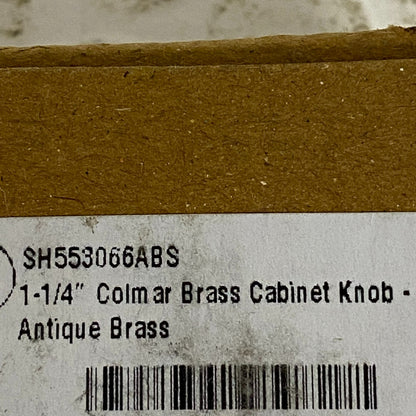 SH553066ABS
1-1/4" Colmar Brass Cabinet Knob -
Antique Brass